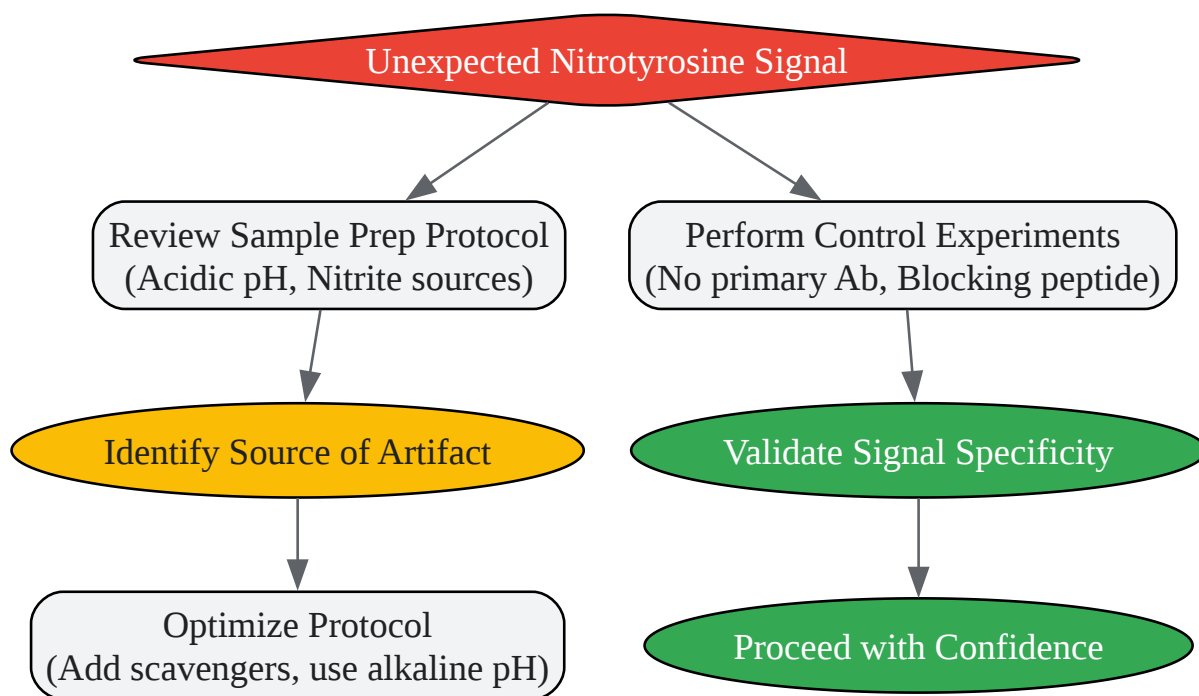 Unexpected Nitrotyrosine Signal
Review Sample Prep Protocol
(Acidic pH, Nitrite sources)
Perform Control Experiments
(No primary Ab, Blocking peptide)
Identify Source of Artifact
Validate Signal Specificity
Optimize Protocol
(Add scavengers, use alkaline pH)
Proceed with Confidence